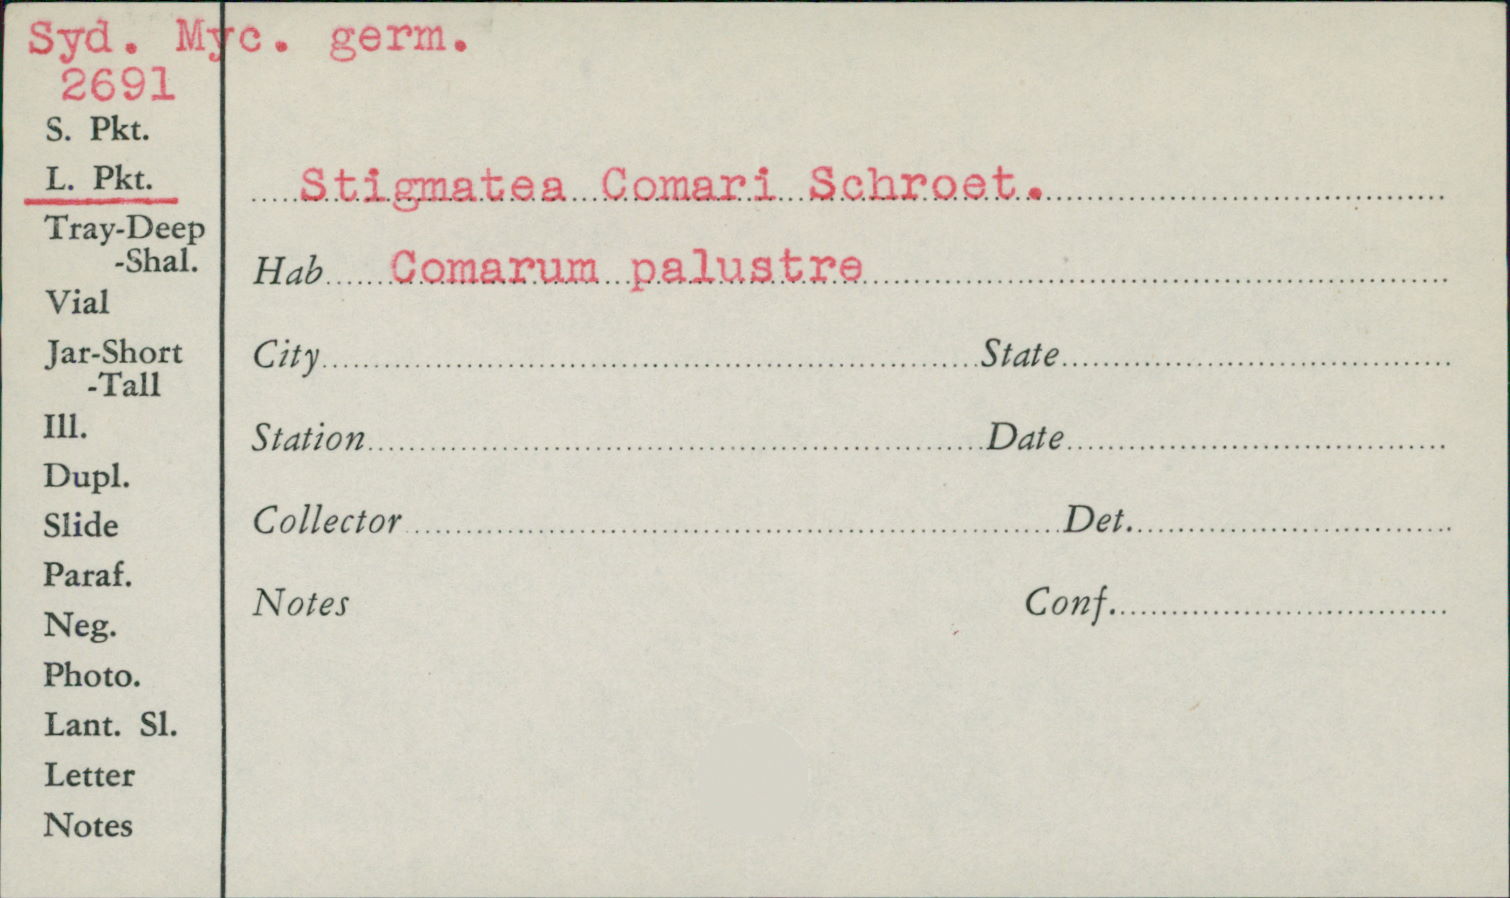 Syd. Myc. germ.
2691
S. Pkt.
L. Pkt.
Tray-Deep
-Shal.
Vial
Jar-Short
-Tall
Ill.
Dupl.
Slide
Paraf.
Neg.
Photo.
Lant. Sl.
Letter
Notes
Stigmatea Comari Schroet.
Hab Comarum palustre
City State
Station Date
Collector Det.
Notes Conf.